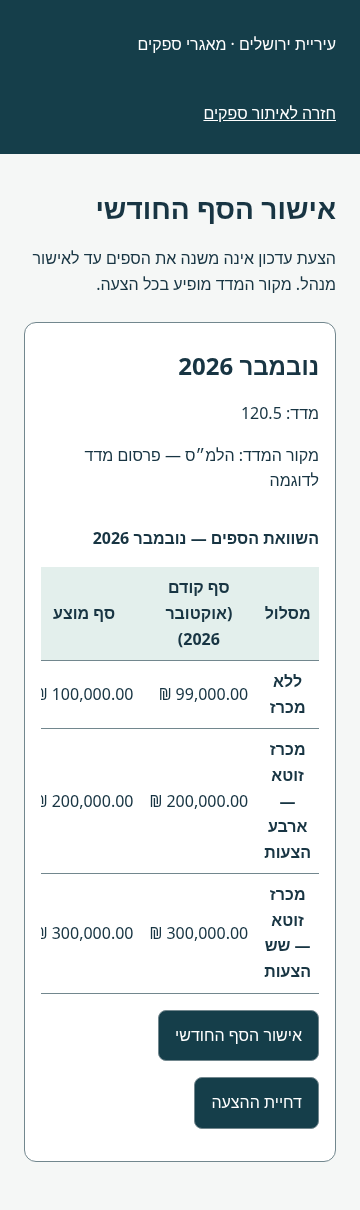 עיריית ירושלים · מאגרי ספקים
חזרה לאיתור ספקים
אישור הסף החודשי
הצעת עדכון אינה משנה את הספים עד לאישור
מנהל. מקור המדד מופיע בכל הצעה.
נובמבר 2026
מדד: 120.5
מקור המדד: הלמ״ס — פרסום מדד
לדוגמה
השוואת הספים — נובמבר 2026
מסלול
סף קודם
(אוקטובר
2026)
סף מוצע
ללא
מכרז
99,000.00 ₪
100,000.00 ₪
מכרז
זוטא
—
ארבע
הצעות
200,000.00 ₪
200,000.00 ₪
מכרז
זוטא
— שש
הצעות
300,000.00 ₪
300,000.00 ₪
אישור הסף החודשי
דחיית ההצעה